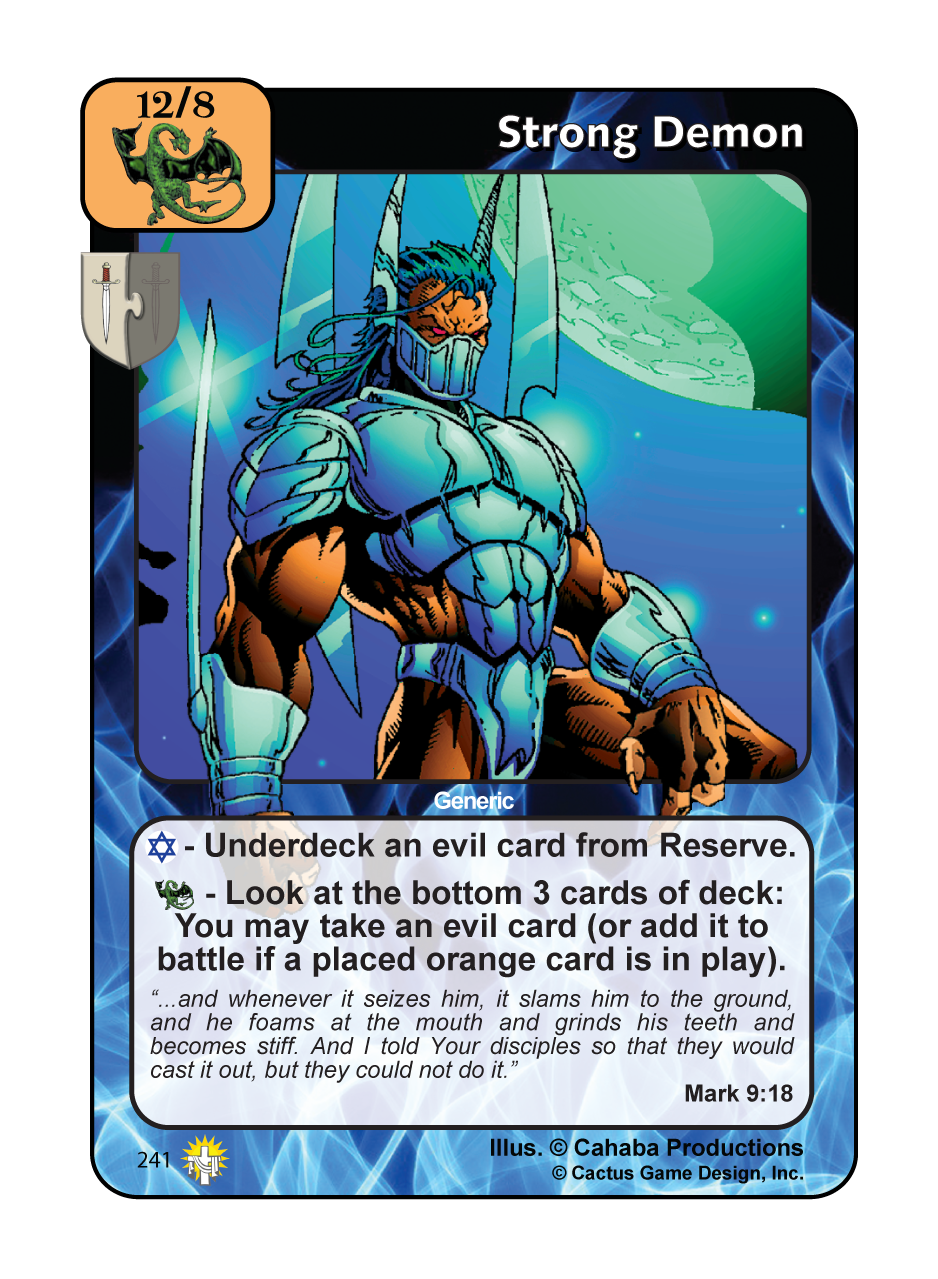 12/8
Strong Demon
Generic
- Underdeck an evil card from Reserve.
- Look at the bottom 3 cards of deck:
You may take an evil card (or add it to
battle if a placed orange card is in play).
“...and whenever it seizes him, it slams him to the ground,
and he foams at the mouth and grinds his teeth and
becomes stiff. And I told Your disciples so that they would
cast it out, but they could not do it.”
Mark 9:18
241
Illus. © Cahaba Productions
© Cactus Game Design, Inc.